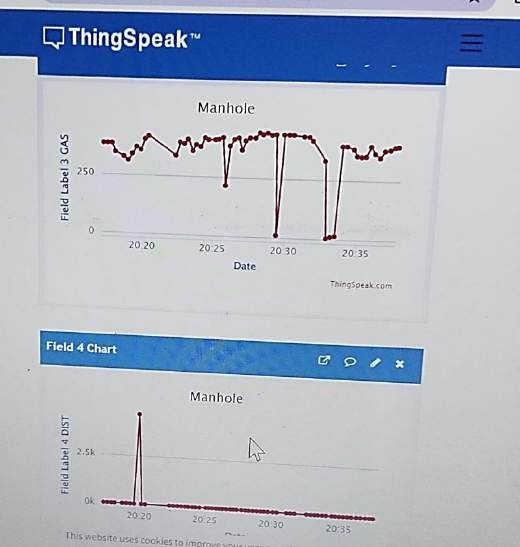 ThingSpeak™
Manhole
Field Label 3 GAS
250
0
20:20 20:25 20:30 20:35
Date
ThingSpeak.com
Field 4 Chart
Manhole
Field Label 4 DIST
2.5k
0k
20:20 20:25 20:30 20:35
This website uses cookies to improve your